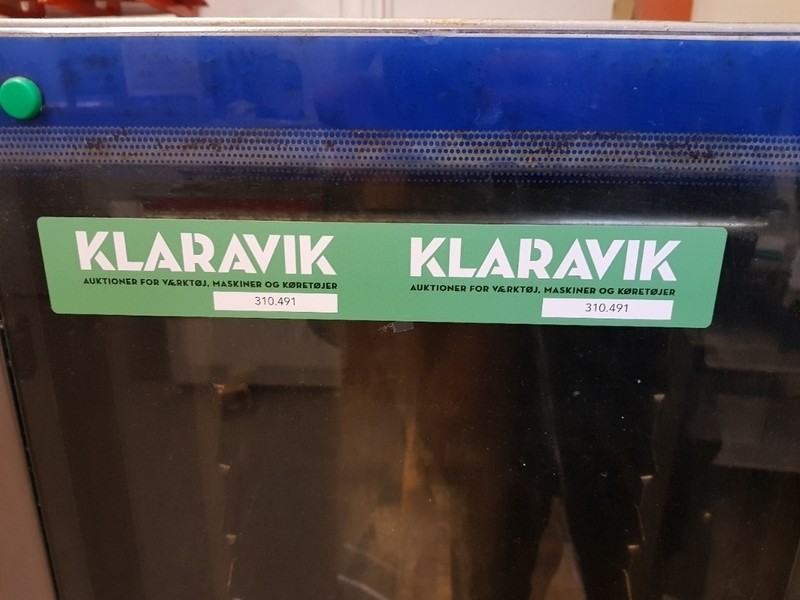 KLARAVIK
AUKTIONER FOR VÆRKTØJ, MASKINER OG KØRETØJER
310.491
KLARAVIK
AUKTIONER FOR VÆRKTØJ, MASKINER OG KØRETØJER
310.491